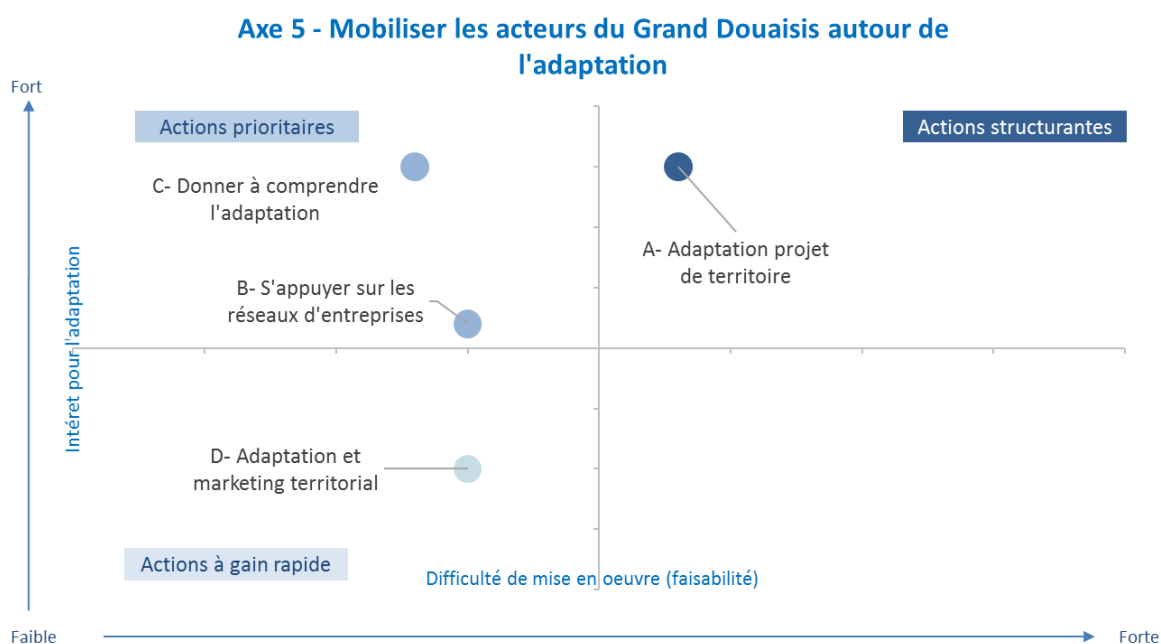 Axe 5 - Mobiliser les acteurs du Grand Douaisis autour de
l'adaptation
Fort
Actions prioritaires
Actions structurantes
C- Donner à comprendre
l'adaptation
A- Adaptation projet
de territoire
B- S'appuyer sur les
réseaux d'entreprises
Intéret pour l'adaptation
D- Adaptation et
marketing territorial
Actions à gain rapide
Difficulté de mise en oeuvre (faisabilité)
Faible
Forte